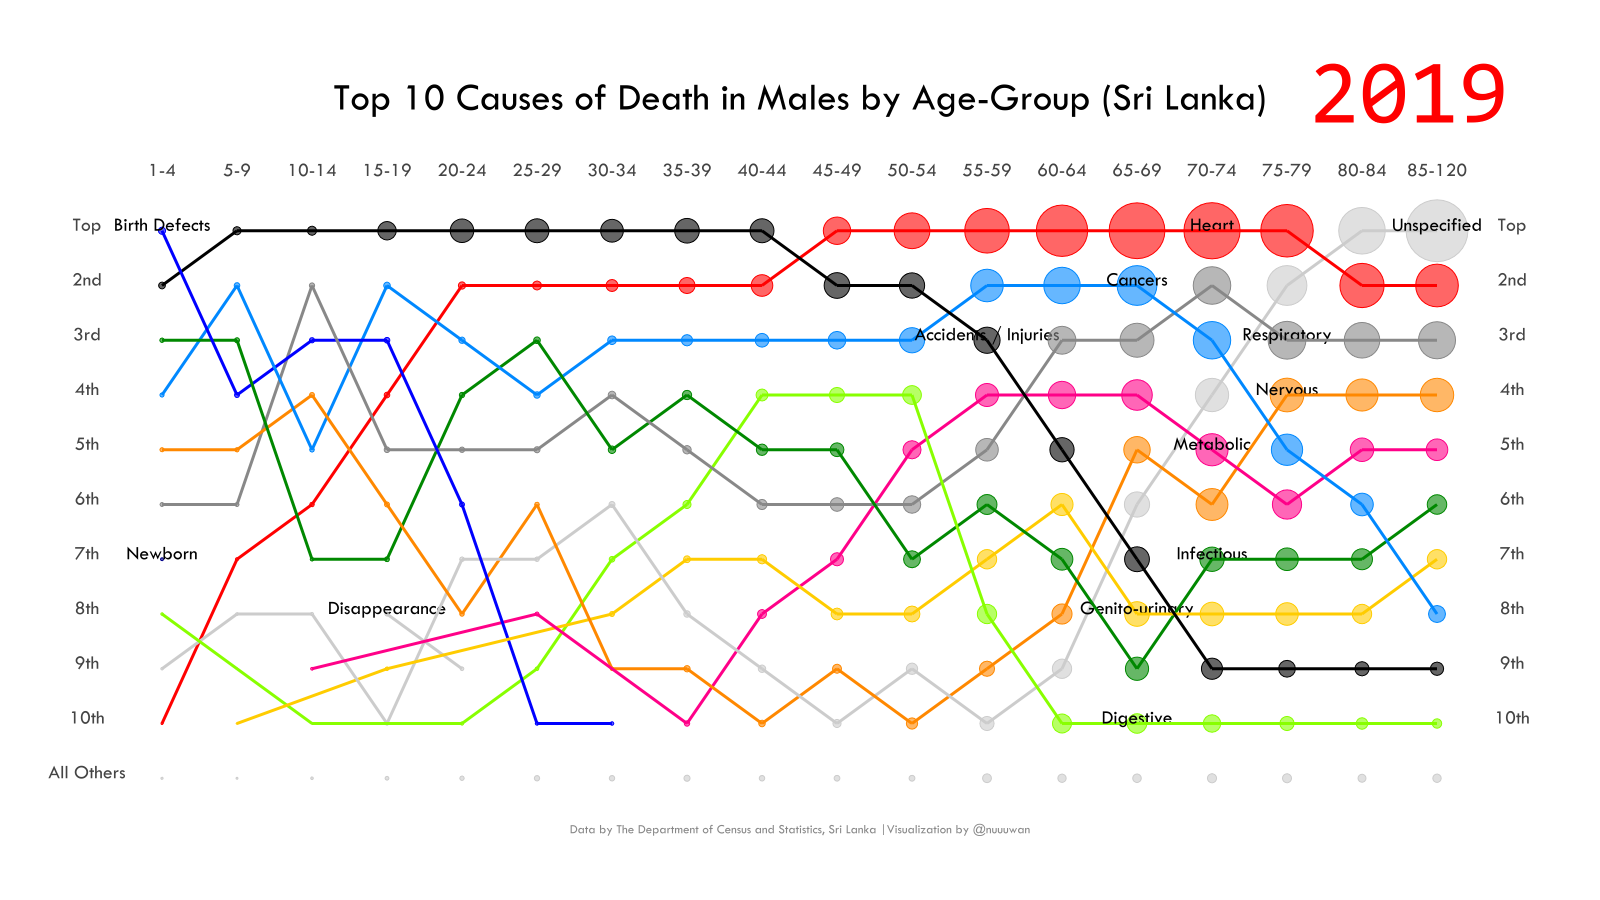 2019
Top 10 Causes of Death in Males by Age-Group (Sri Lanka)
1-4 5-9 10-14 15-19 20-24 25-29 30-34 35-39 40-44 45-49 50-54 55-59 60-64 65-69 70-74 75-79 80-84 85-120
Top Birth Defects Heart Unspecified Top
2nd Cancers 2nd
3rd Accidents / Injuries Respiratory 3rd
4th Nervous 4th
5th Metabolic 5th
6th 6th
7th Newborn Infectious 7th
8th Disappearance Genito-urinary 8th
9th 9th
10th Digestive 10th
All Others
Data by The Department of Census and Statistics, Sri Lanka | Visualization by @nuuuwan